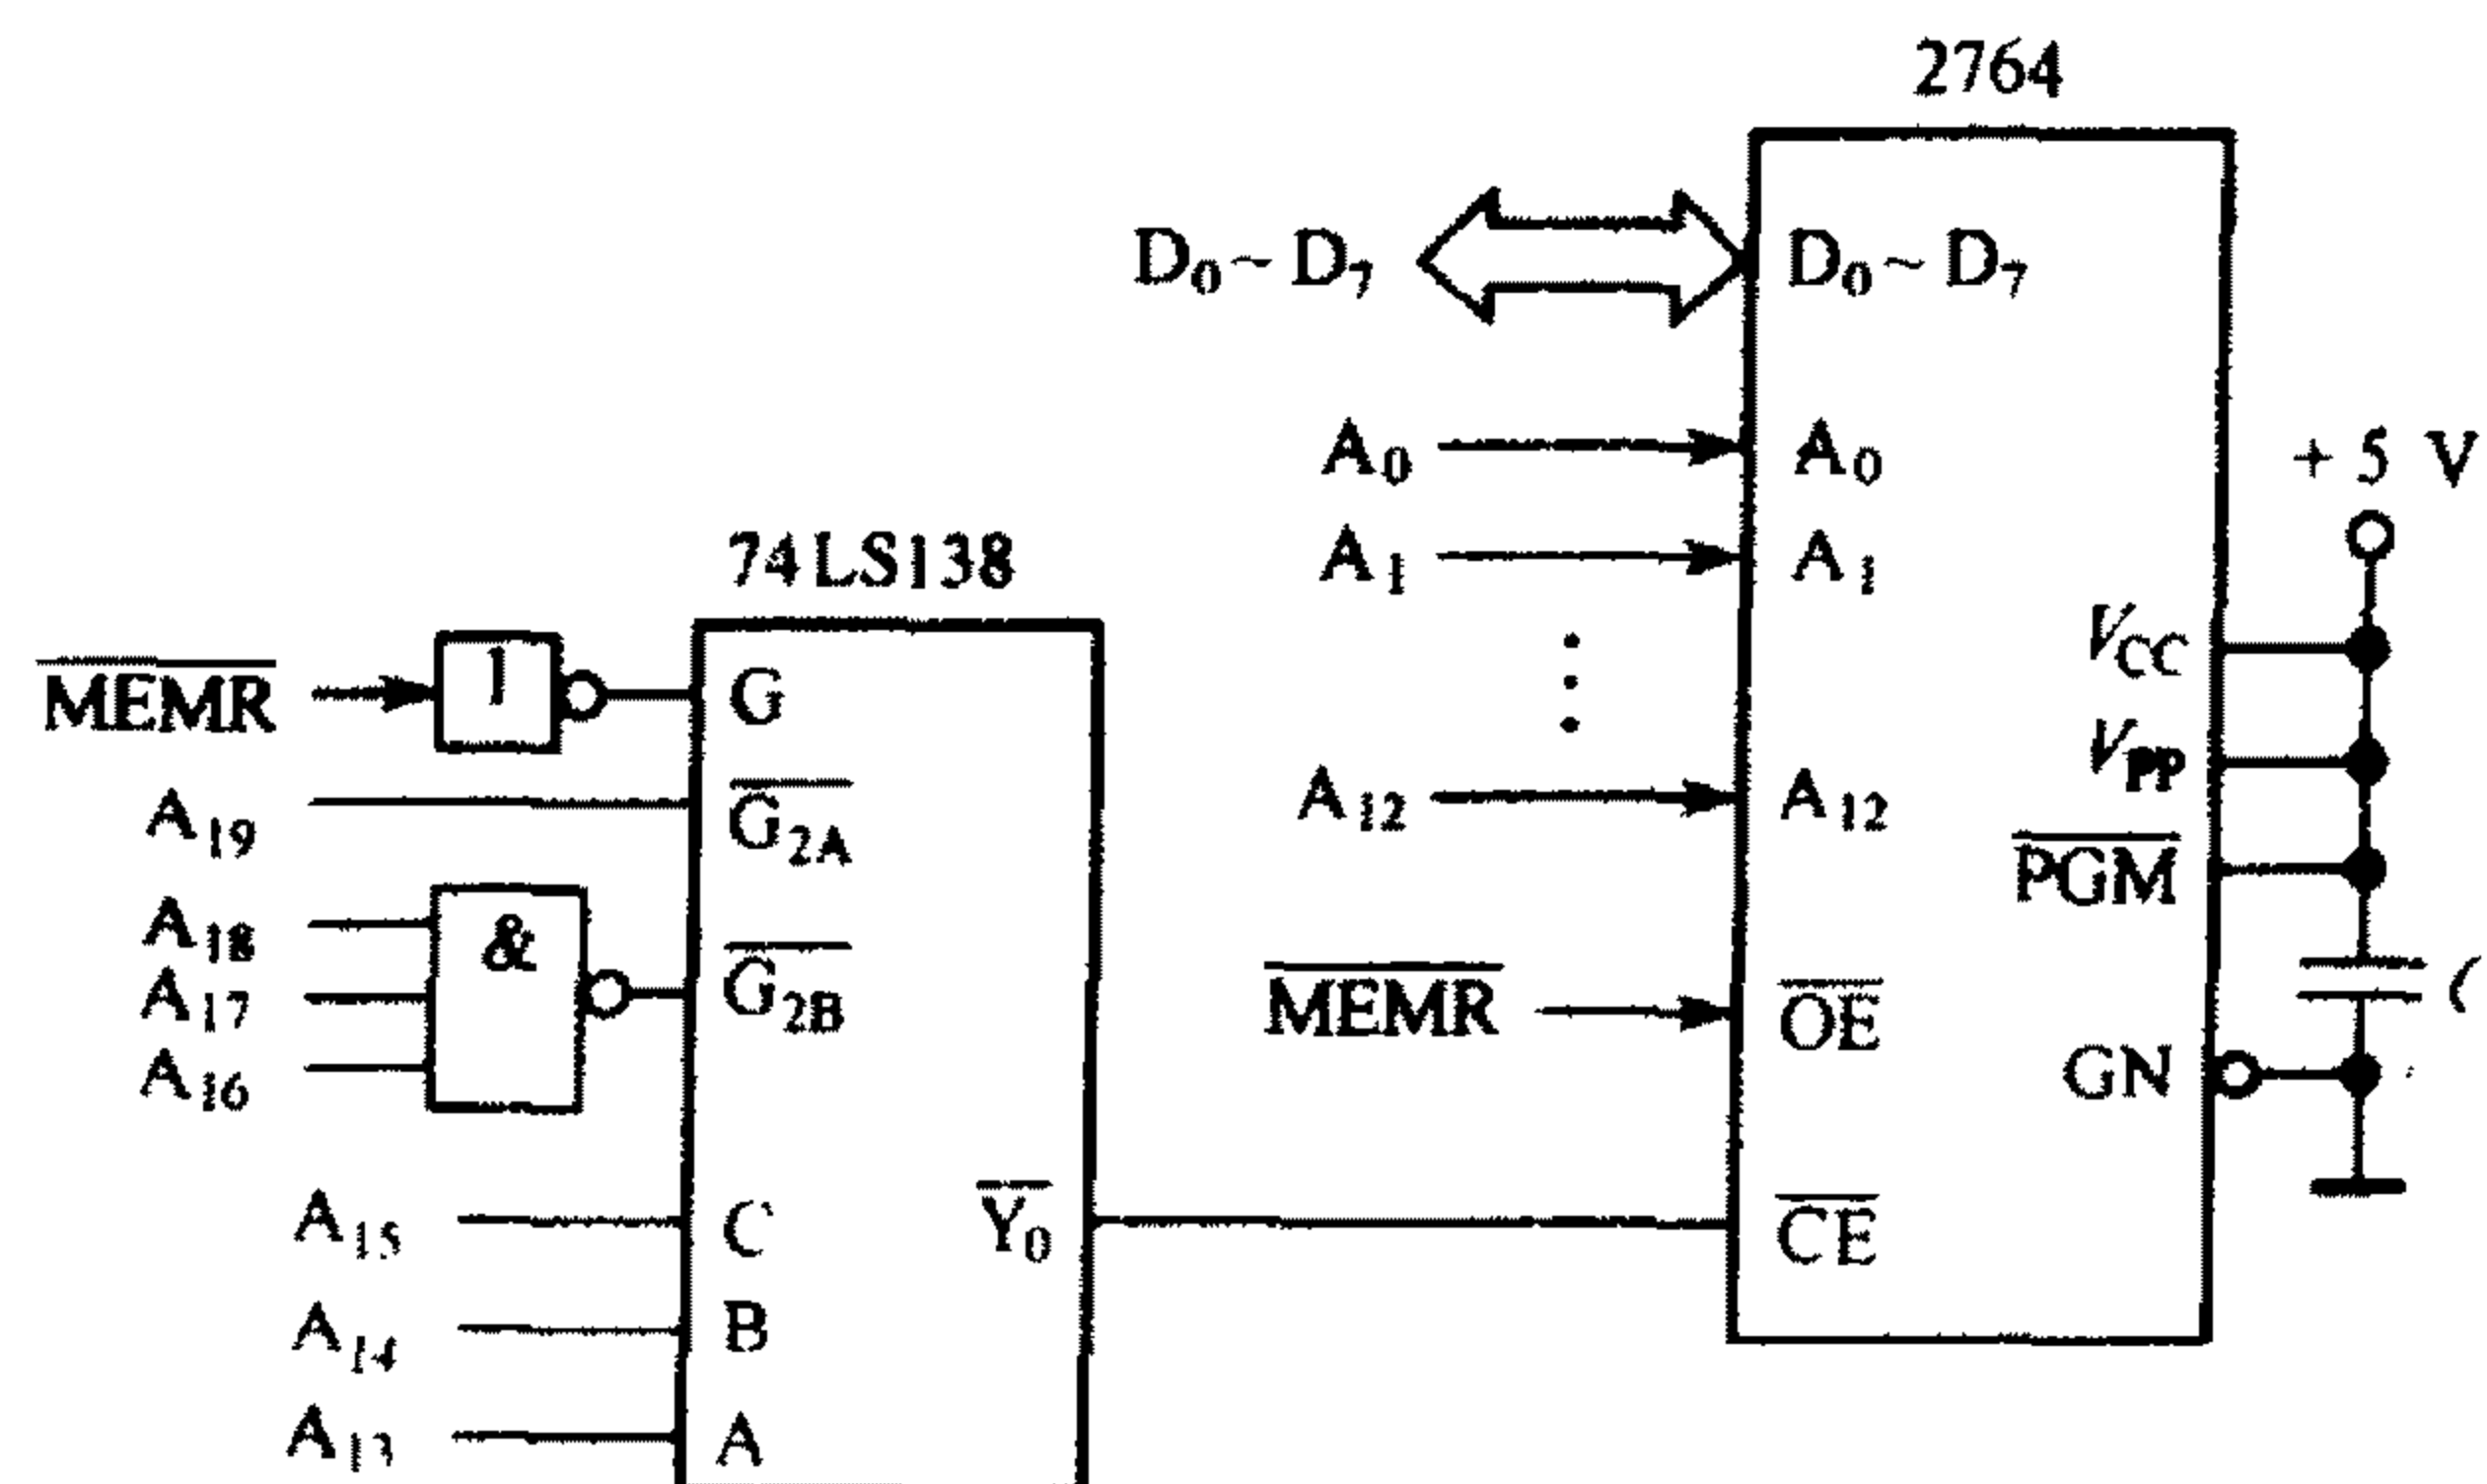 2764
D₀~D₇
D₀~D₇
A₀
A₀
+5 V
A₁
A₁
74LS138
V_CC
MEMR
1
G
V_PP
A₁₉
G₂A
A₁₂
A₁₂
PGM
A₁₈
&
A₁₇
G₂B
MEMR
OE
A₁₆
GN
A₁₅
C
Y₀
CE
A₁₄
B
A